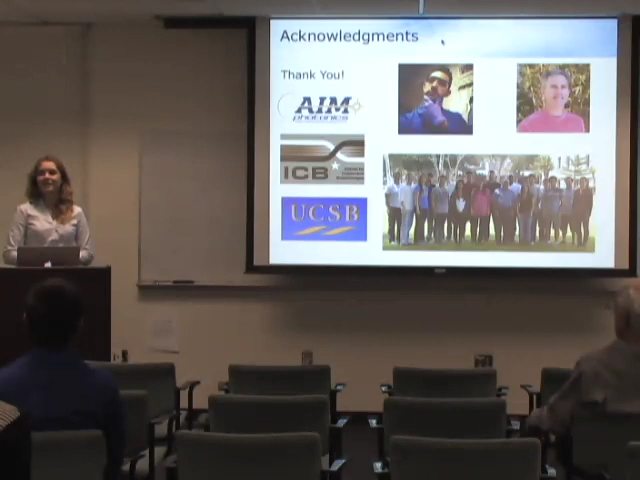 Acknowledgments
Thank You!
AIM
photonics
ICB
UCSB